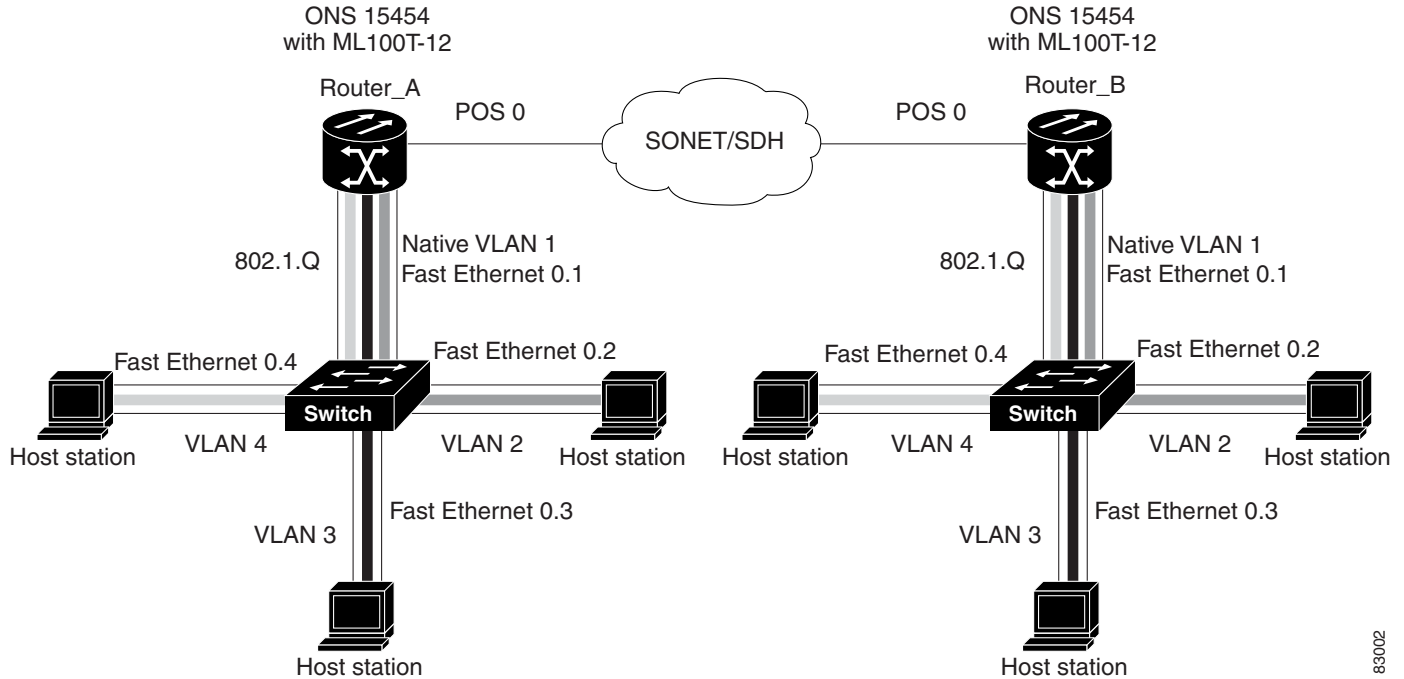 ONS 15454
with ML100T-12
ONS 15454
with ML100T-12
Router_A
Router_B
POS 0
SONET/SDH
POS 0
802.1.Q
Native VLAN 1
Fast Ethernet 0.1
802.1.Q
Native VLAN 1
Fast Ethernet 0.1
Fast Ethernet 0.4
Fast Ethernet 0.2
Fast Ethernet 0.4
Fast Ethernet 0.2
Switch
Switch
Host station
VLAN 4
VLAN 2
Host station
Host station
VLAN 4
VLAN 2
Host station
VLAN 3
Fast Ethernet 0.3
VLAN 3
Fast Ethernet 0.3
Host station
Host station
83002